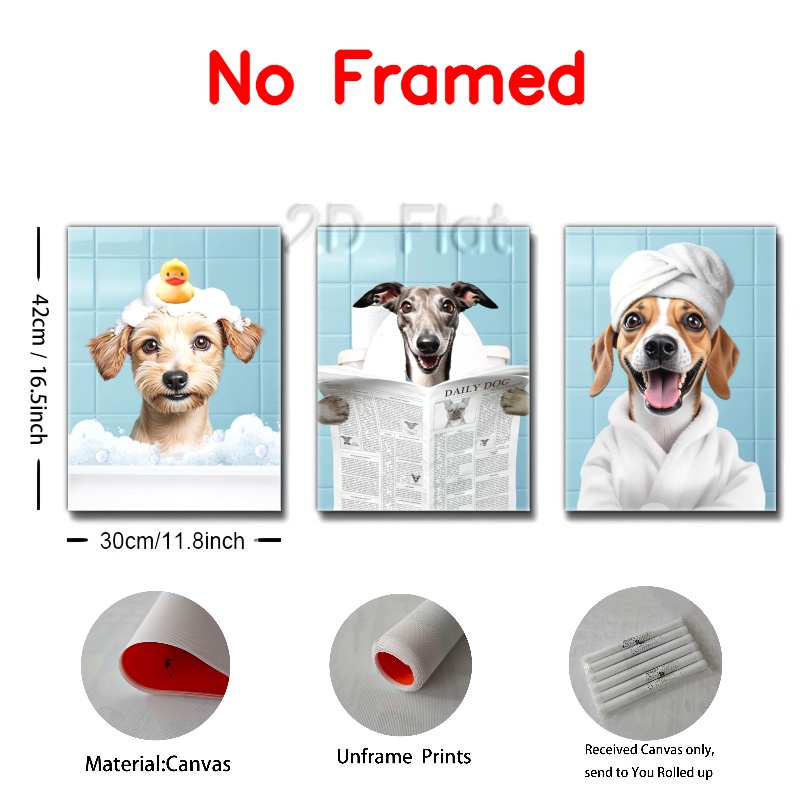 No Framed
2D Flat
42cm / 16.5inch
DAILY DOG
30cm/11.8inch
Material:Canvas
Unframe Prints
Received Canvas only,
send to You Rolled up